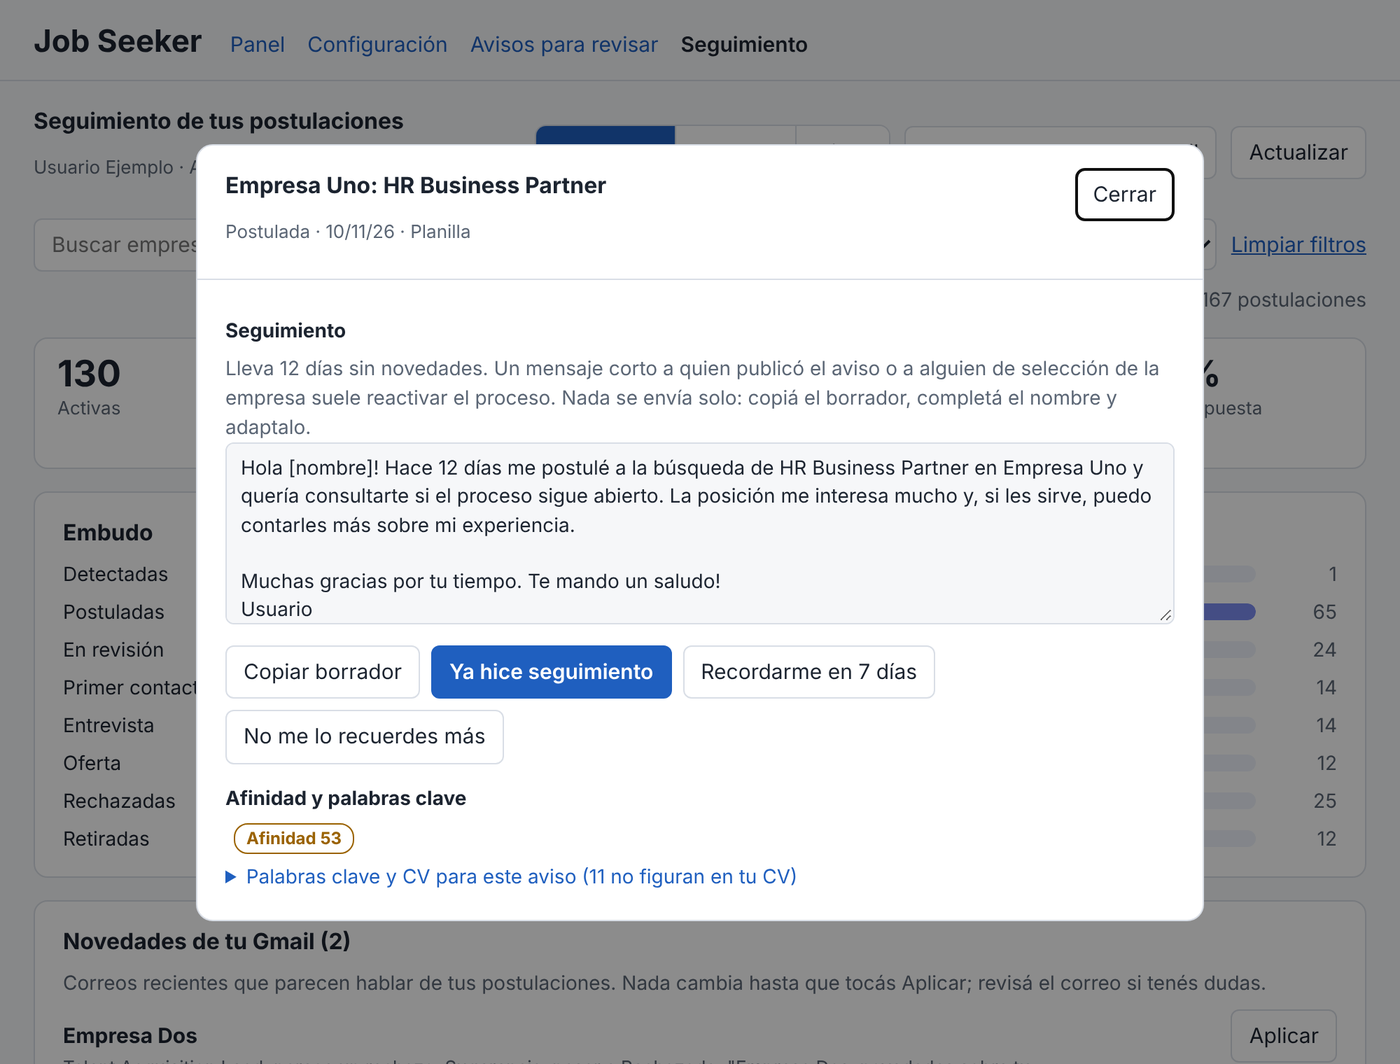 Job Seeker Panel Configuración Avisos para revisar Seguimiento
Seguimiento de tus postulaciones
Actualizar
Usuario Ejemplo ·
Buscar
Limpiar filtros
167 postulaciones
130
Activas
%
Empresa Uno: HR Business Partner
Cerrar
Postulada · 10/11/26 · Planilla
Seguimiento
Lleva 12 días sin novedades. Un mensaje corto a quien publicó el aviso o a alguien de selección de la
empresa suele reactivar el proceso. Nada se envía solo: copiá el borrador, completá el nombre y
adaptalo.
Hola [nombre]! Hace 12 días me postulé a la búsqueda de HR Business Partner en Empresa Uno y
quería consultarte si el proceso sigue abierto. La posición me interesa mucho y, si les sirve, puedo
contarles más sobre mi experiencia.
Muchas gracias por tu tiempo. Te mando un saludo!
Usuario
Copiar borrador
Ya hice seguimiento
Recordarme en 7 días
No me lo recuerdes más
Afinidad y palabras clave
Afinidad 53
Palabras clave y CV para este aviso (11 no figuran en tu CV)
Embudo
Detectadas 1
Postuladas 65
En revisión 24
Primer 14
Entrevista 14
Oferta 12
Rechazadas 25
Retiradas 12
Novedades de tu Gmail (2)
Correos recientes que parecen hablar de tus postulaciones. Nada cambia hasta que tocás Aplicar; revisá el correo si tenés dudas.
Empresa Dos
Aplicar